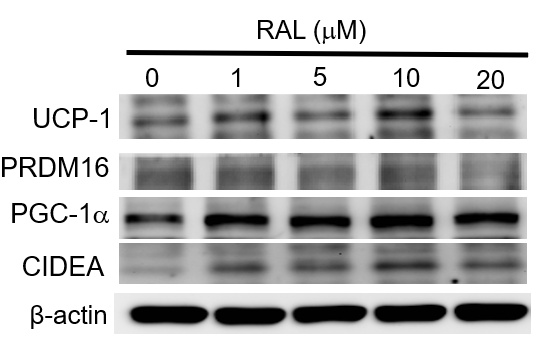 RAL (μM)
0 1 5 10 20
UCP-1
PRDM16
PGC-1α
CIDEA
β-actin